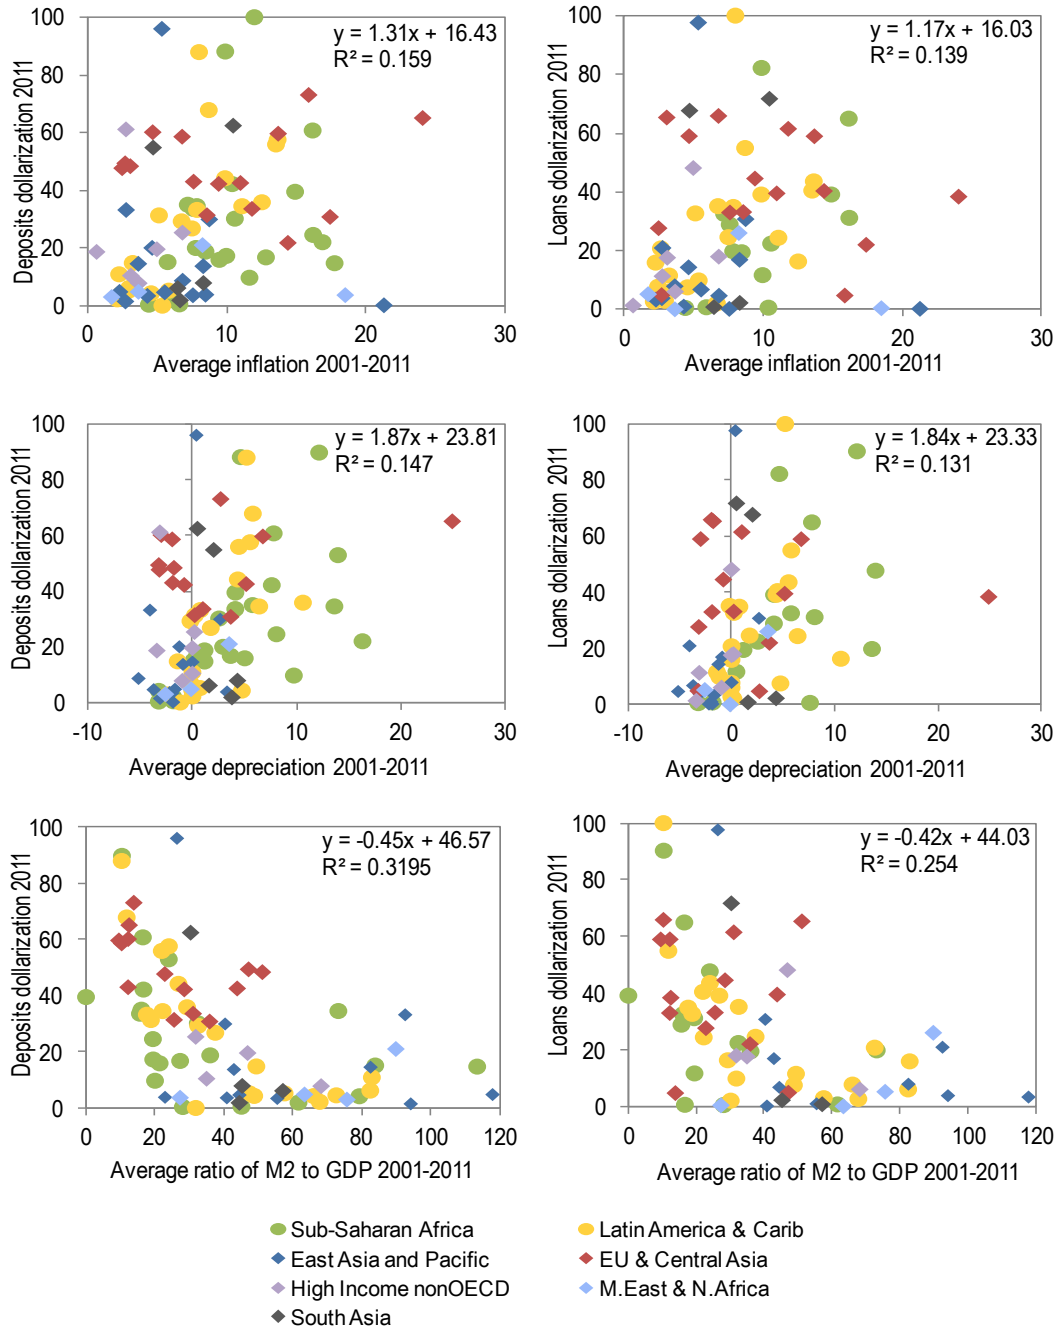 y = 1.31x + 16.43
R² = 0.159
Deposits dollarization 2011
100
80
60
40
20
0
0 10 20 30
Average inflation 2001-2011
y = 1.17x + 16.03
R² = 0.139
Loans dollarization 2011
100
80
60
40
20
0
0 10 20 30
Average inflation 2001-2011
y = 1.87x + 23.81
R² = 0.147
Deposits dollarization 2011
100
80
60
40
20
0
-10 0 10 20 30
Average depreciation 2001-2011
y = 1.84x + 23.33
R² = 0.131
Loans dollarization 2011
100
80
60
40
20
0
-10 0 10 20 30
Average depreciation 2001-2011
y = -0.45x + 46.57
R² = 0.3195
Deposits dollarization 2011
100
80
60
40
20
0
0 20 40 60 80 100 120
Average ratio of M2 to GDP 2001-2011
y = -0.42x + 44.03
R² = 0.254
Loans dollarization 2011
100
80
60
40
20
0
0 20 40 60 80 100 120
Average ratio of M2 to GDP 2001-2011
Sub-Saharan Africa
Latin America & Carib
East Asia and Pacific
EU & Central Asia
High Income nonOECD
M.East & N.Africa
South Asia